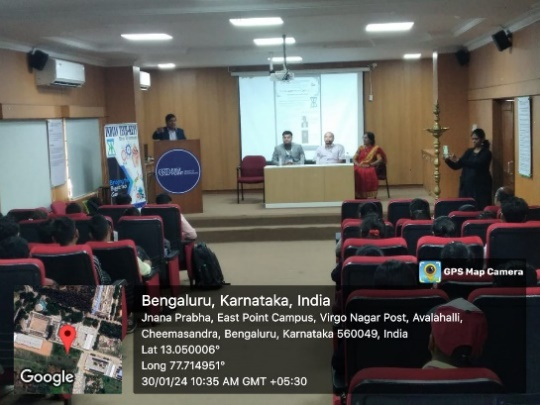 GPS Map Camera
Bengaluru, Karnataka, India
Jnana Prabha, East Point Campus, Virgo Nagar Post, Avalahalli,
Cheemasandra, Bengaluru, Karnataka 560049, India
Lat 13.050006°
Long 77.714951°
30/01/24 10:35 AM GMT +05:30
Google